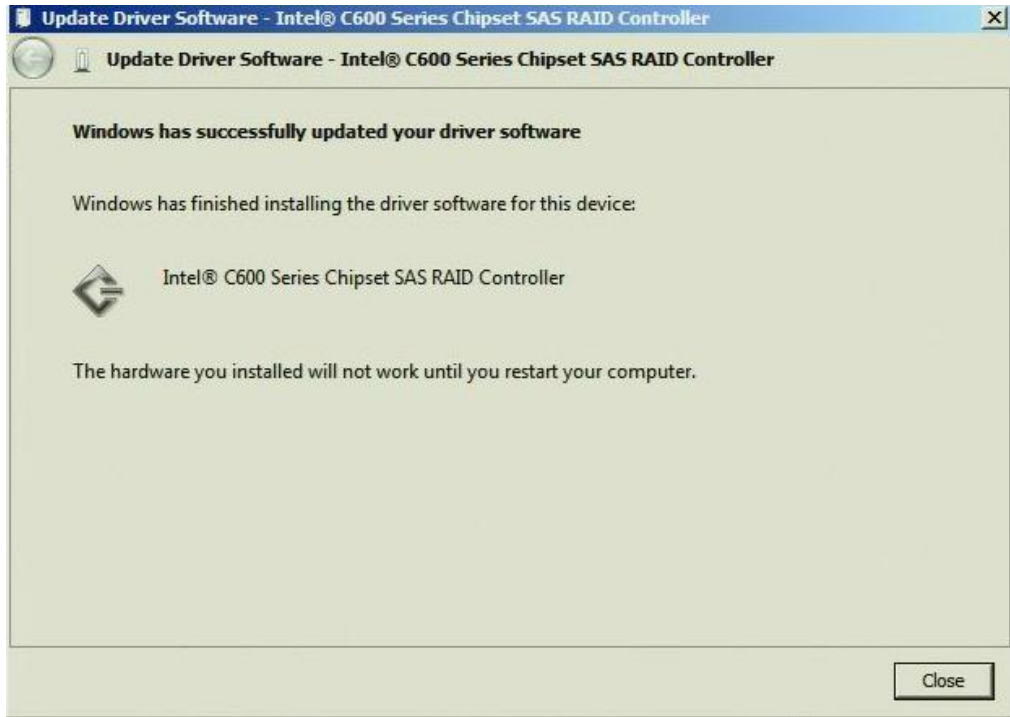 Update Driver Software - Intel® C600 Series Chipset SAS RAID Controller
Update Driver Software - Intel® C600 Series Chipset SAS RAID Controller
Windows has successfully updated your driver software
Windows has finished installing the driver software for this device:
Intel® C600 Series Chipset SAS RAID Controller
The hardware you installed will not work until you restart your computer.
Close